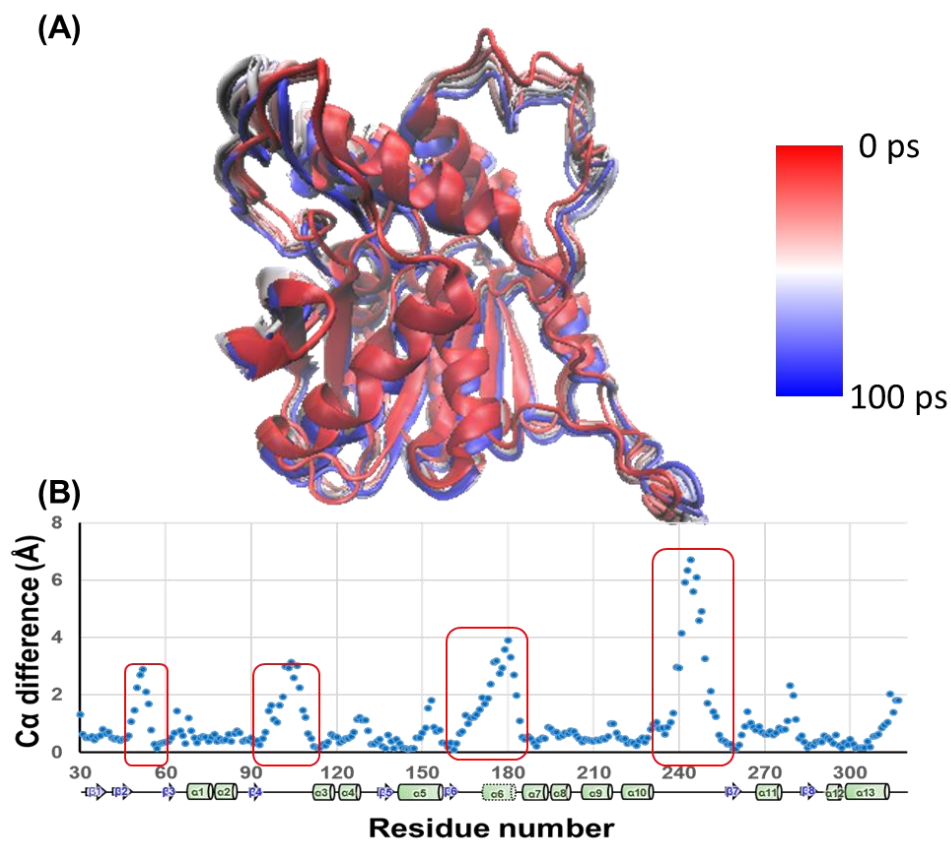 (A)
0 ps
100 ps
(B)
Cα difference (Å)
8
6
4
2
0
30 60 90 120 150 180 210 240 270 300
β1 β2 β3 α1 α2 β4 α3 α4 β5 α5 β6 α6 α7 α8 α9 α10 β7 α11 β8 α12 α13
Residue number